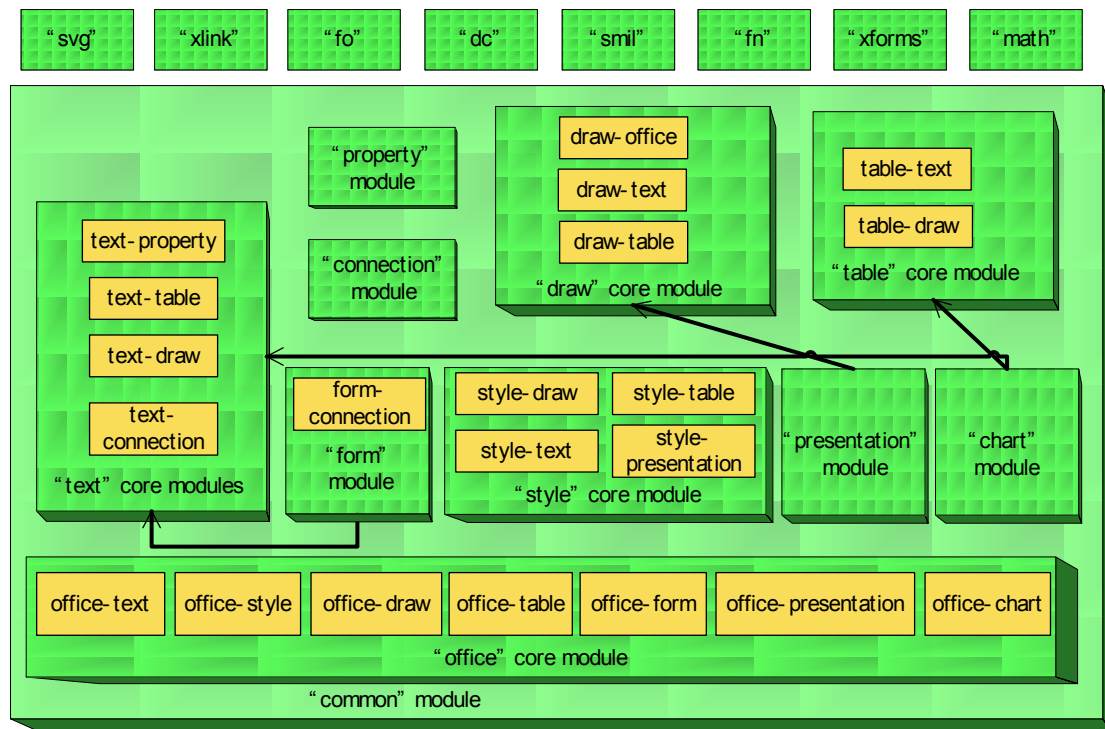 “svg”
“xlink”
“fo”
“dc”
“smil”
“fn”
“xforms”
“math”
“property”
module
“connection”
module
draw-office
draw-text
draw-table
“draw” core module
table-text
table-draw
“table” core module
text-property
text-table
text-draw
text-
connection
“text” core modules
form-
connection
“form”
module
style-draw
style-table
style-text
style-
presentation
“style” core module
“presentation”
module
“chart”
module
office-text
office-style
office-draw
office-table
office-form
office-presentation
office-chart
“office” core module
“common” module